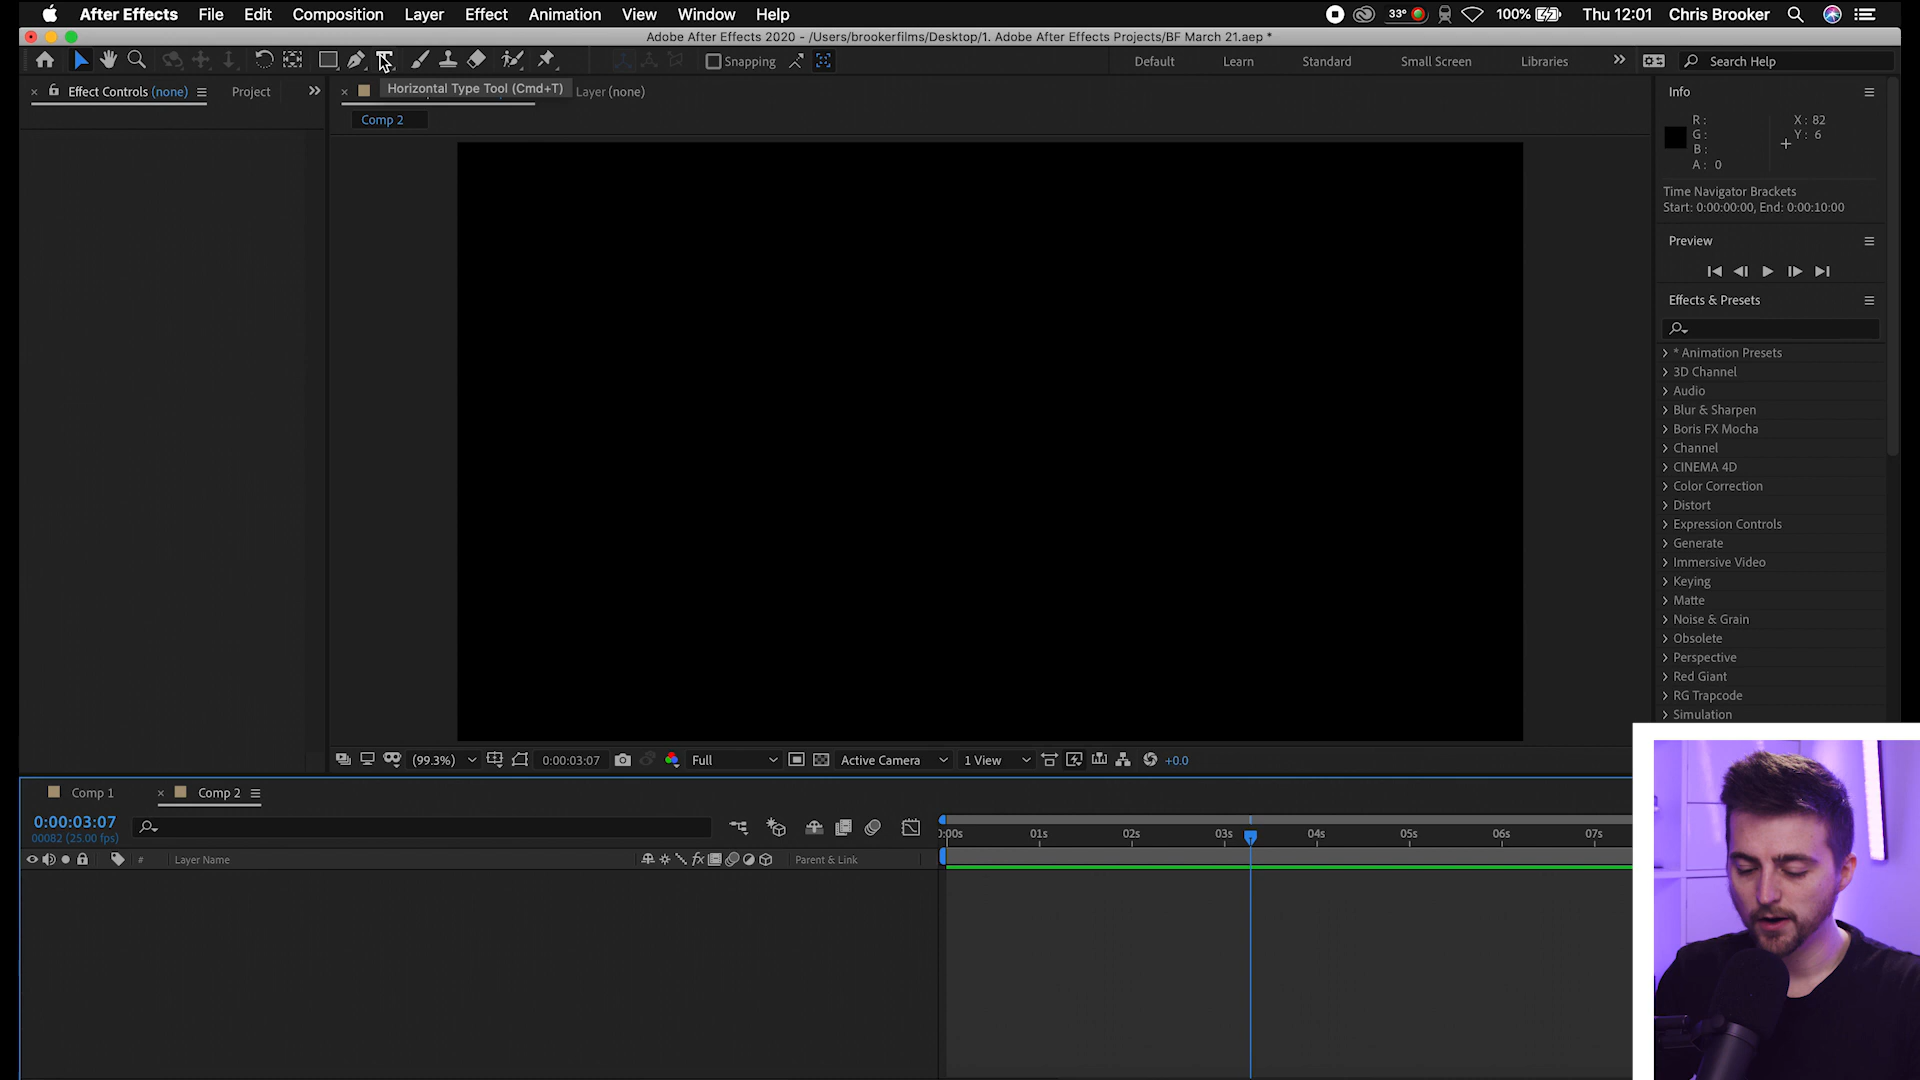 After Effects File Edit Composition Layer Effect Animation View Window Help 33° 100% Thu 12:01 Chris Brooker
Adobe After Effects 2020 - /Users/brookerfilms/Desktop/1. Adobe After Effects Projects/BF March 21.aep *
Snapping Default Learn Standard Small Screen Libraries Search Help
Horizontal Type Tool (Cmd+T)
Effect Controls (none) Project Layer (none) Info
Comp 2
R: X: 82
G: Y: 6
B:
A: 0
Time Navigator Brackets
Start: 0:00:00:00, End: 0:00:10:00
Preview
Effects & Presets
* Animation Presets
3D Channel
Audio
Blur & Sharpen
Boris FX Mocha
Channel
CINEMA 4D
Color Correction
Distort
Expression Controls
Generate
Immersive Video
Keying
Matte
Noise & Grain
Obsolete
Perspective
Red Giant
RG Trapcode
Simulation
(99.3%) 0:00:03:07 Full Active Camera 1 View +0.0
Comp 1 Comp 2
0:00:03:07
00082 (25.00 fps)
0:00s 01s 02s 03s 04s 05s 06s 07s
# Layer Name fx Parent & Link